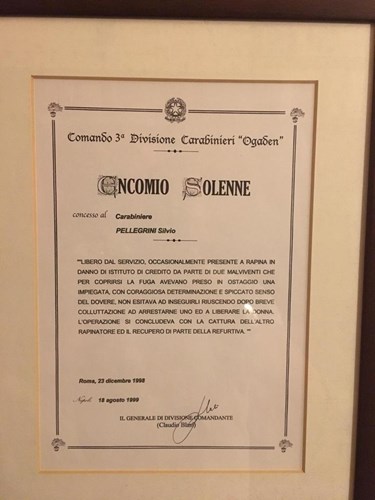 Comando 3ª Divisione Carabinieri "Ogaden"
ENCOMIO SOLENNE
concesso al Carabiniere
PELLEGRINI Silvio
""LIBERO DAL SERVIZIO, OCCASIONALMENTE PRESENTE A RAPINA IN
DANNO DI ISTITUTO DI CREDITO DA PARTE DI DUE MALVIVENTI CHE
PER COPRIRSI LA FUGA AVEVANO PRESO IN OSTAGGIO UNA
IMPIEGATA, CON CORAGGIOSA DETERMINAZIONE E SPICCATO SENSO
DEL DOVERE, NON ESITAVA AD INSEGUIRLI RIUSCENDO DOPO BREVE
COLLUTTAZIONE AD ARRESTARNE UNO ED A LIBERARE LA DONNA.
L'OPERAZIONE SI CONCLUDEVA CON LA CATTURA DELL'ALTRO
RAPINATORE ED IL RECUPERO DI PARTE DELLA REFURTIVA. ""
Roma, 23 dicembre 1998
Napoli 18 agosto 1999
IL GENERALE DI DIVISIONE COMANDANTE
(Claudio